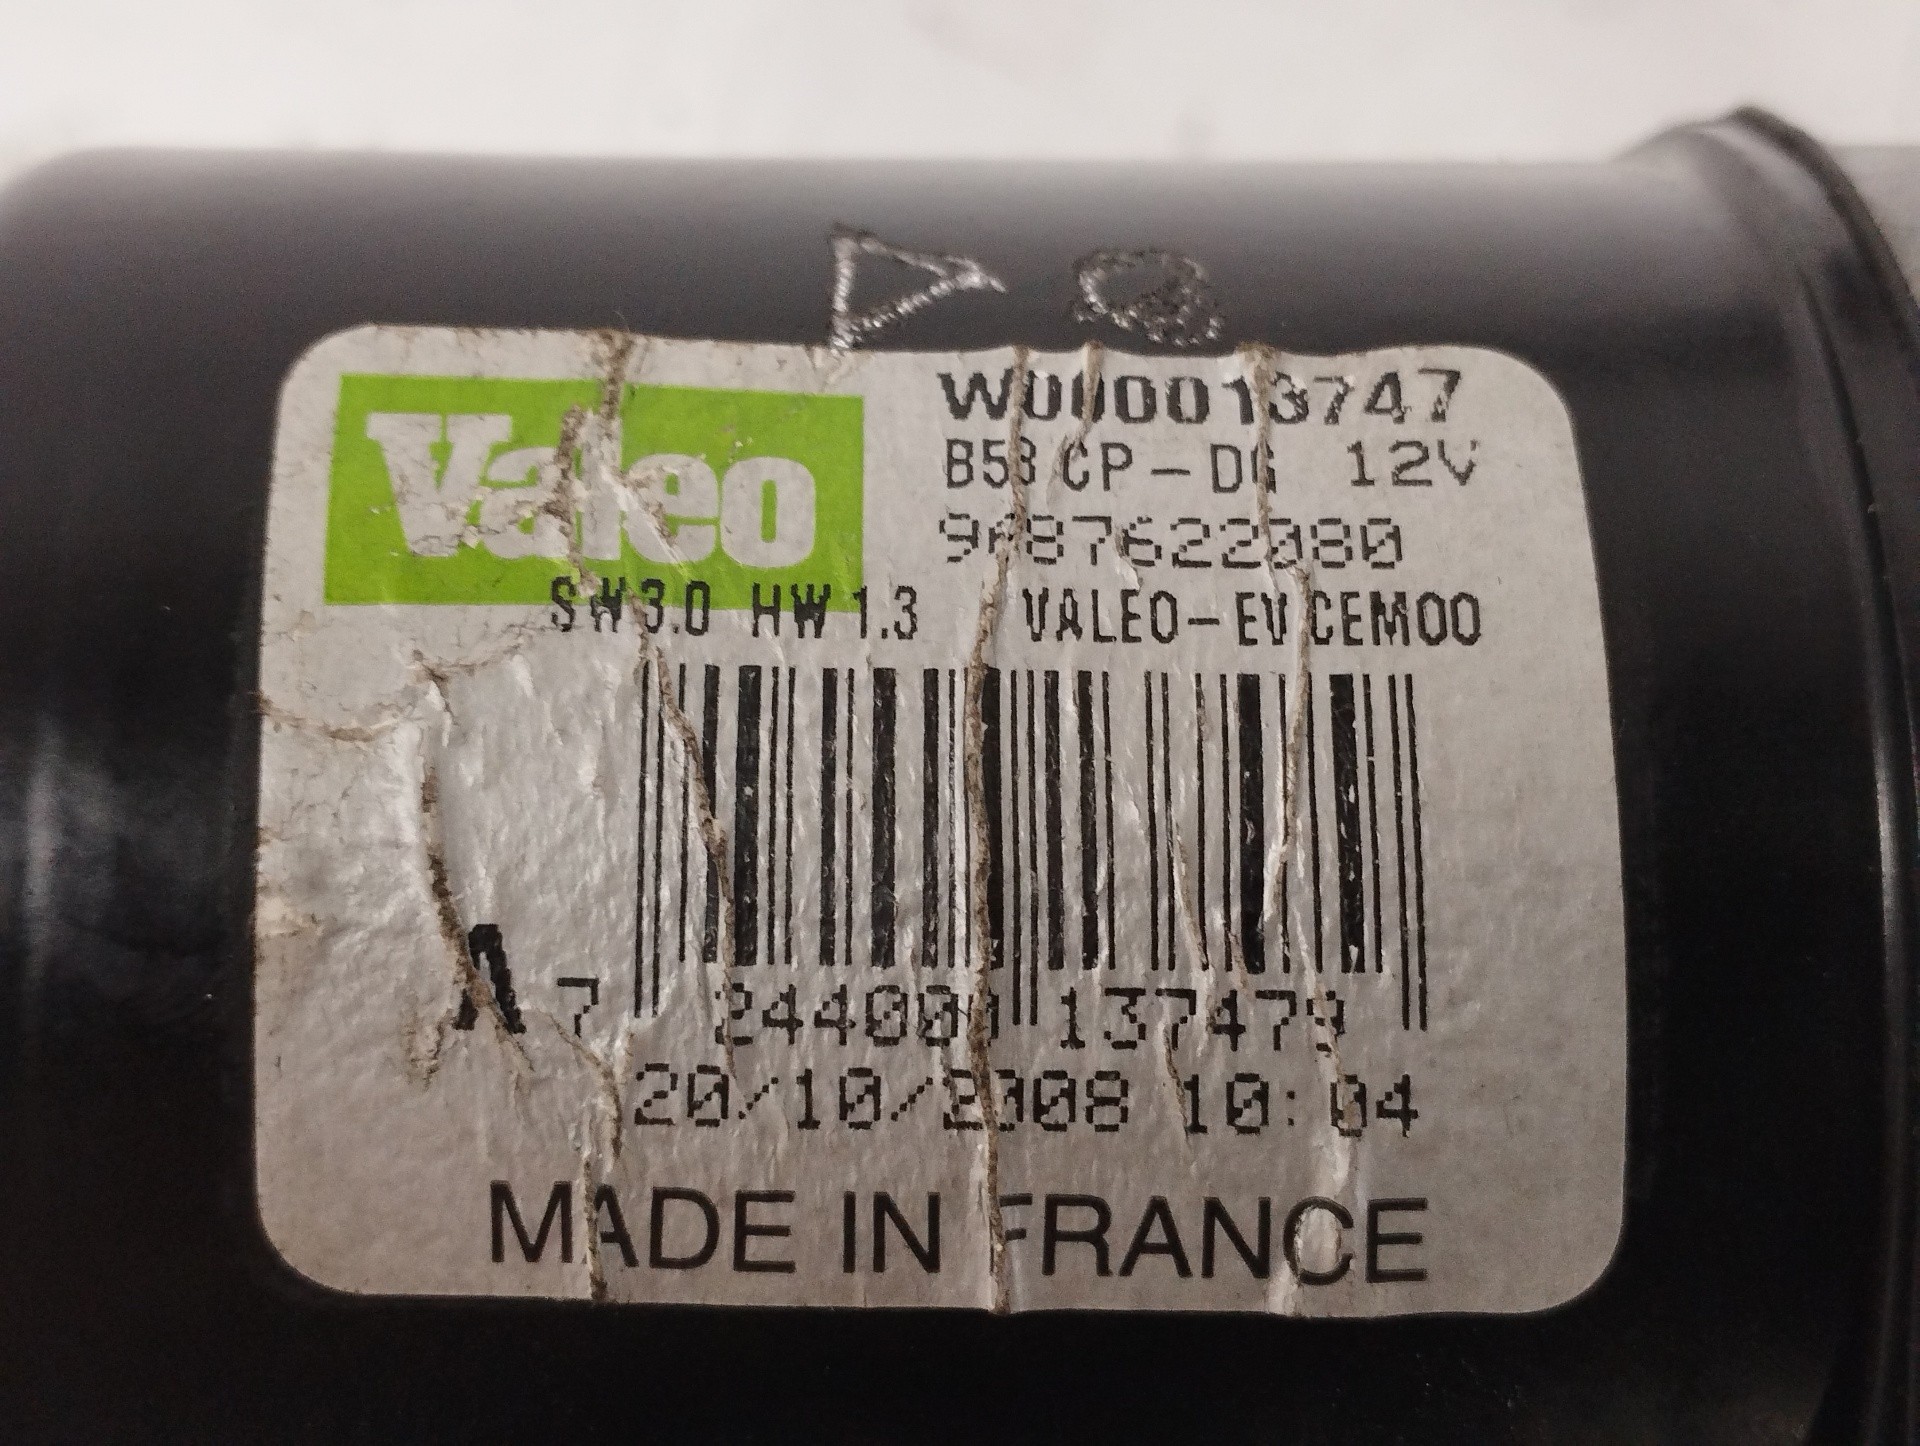 Valeo
W000013747
B53 CP-DG 12V
9687622080
SW3.0 HW1.3 VALEO-EV CEM00
A
7 244000 137479
20/10/2008 10:04
MADE IN FRANCE